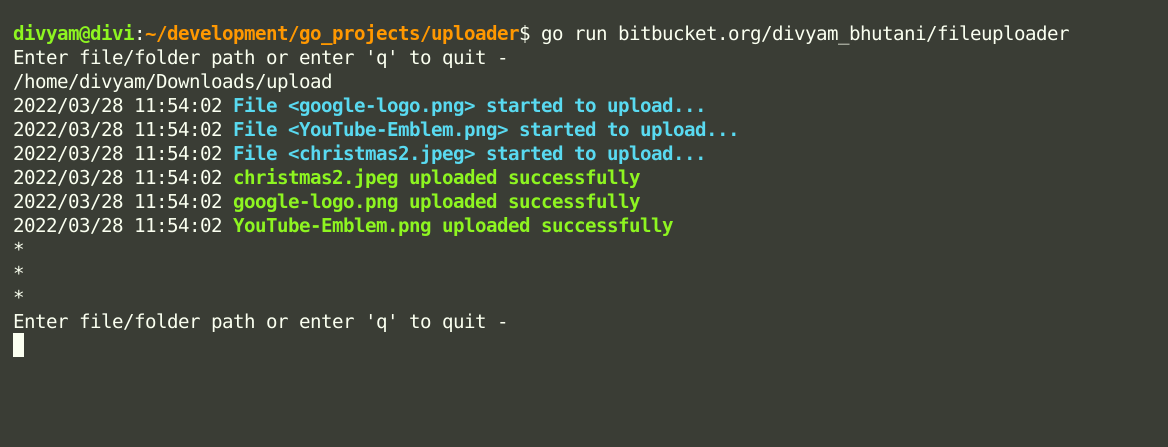 divyam@divi:~/development/go_projects/uploader$ go run bitbucket.org/divyam_bhutani/fileuploader
Enter file/folder path or enter 'q' to quit -
/home/divyam/Downloads/upload
2022/03/28 11:54:02 File <google-logo.png> started to upload...
2022/03/28 11:54:02 File <YouTube-Emblem.png> started to upload...
2022/03/28 11:54:02 File <christmas2.jpeg> started to upload...
2022/03/28 11:54:02 christmas2.jpeg uploaded successfully
2022/03/28 11:54:02 google-logo.png uploaded successfully
2022/03/28 11:54:02 YouTube-Emblem.png uploaded successfully
*
*
*
Enter file/folder path or enter 'q' to quit -